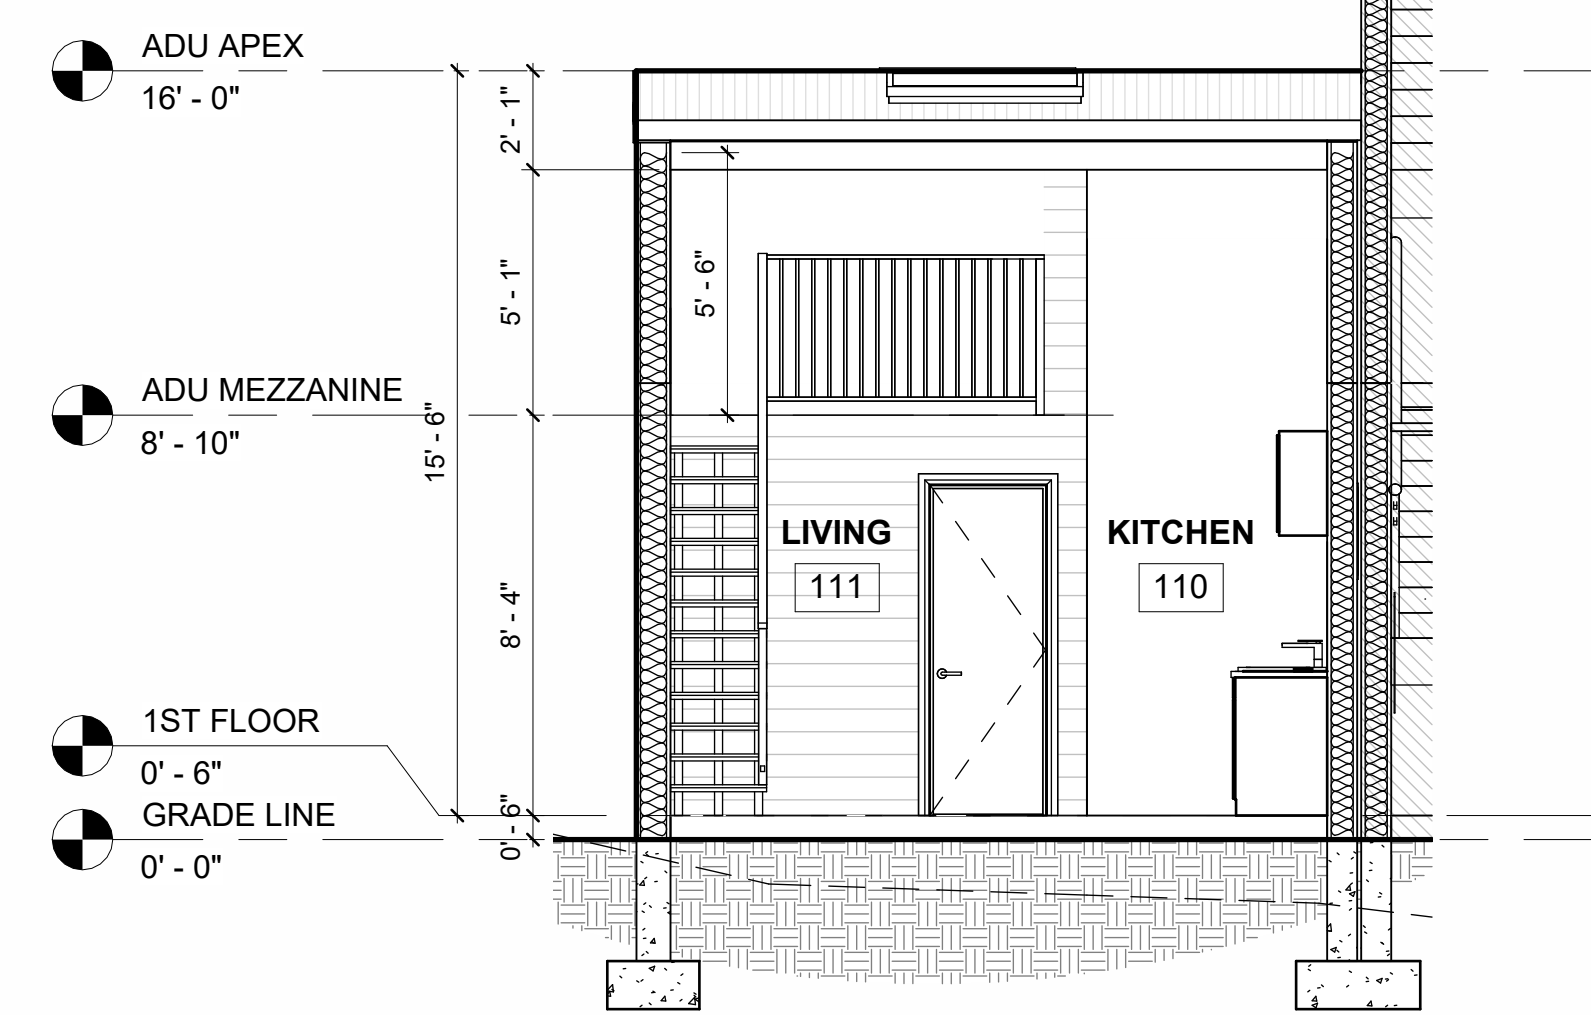 ADU APEX
16' - 0"
2' - 1"
5' - 1"
5' - 6"
ADU MEZZANINE
8' - 10"
15' - 6"
LIVING
111
KITCHEN
110
8' - 4"
1ST FLOOR
0' - 6"
GRADE LINE
0' - 0"
0' - 6"